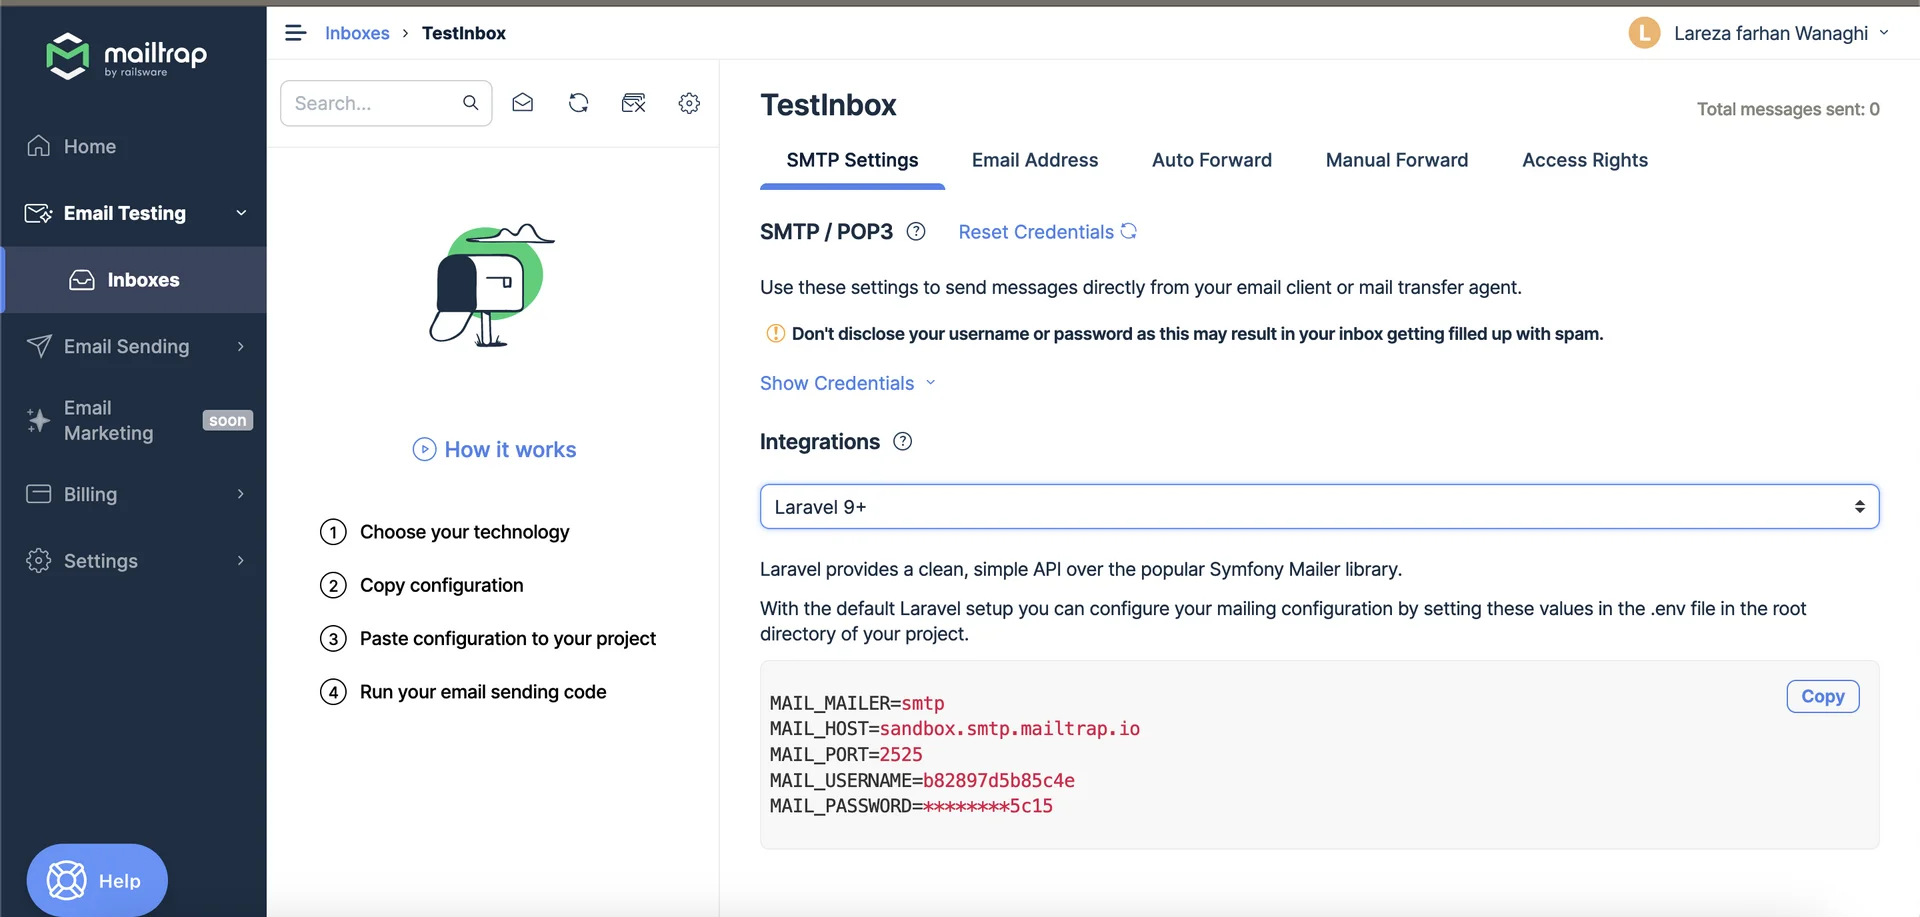 mailtrap
by railsware
Home
Email Testing
Inboxes
Email Sending
Email
Marketing
soon
Billing
Settings
Help
Inboxes › TestInbox
Lareza farhan Wanaghi
Search...
How it works
1 Choose your technology
2 Copy configuration
3 Paste configuration to your project
4 Run your email sending code
TestInbox
Total messages sent: 0
SMTP Settings Email Address Auto Forward Manual Forward Access Rights
SMTP / POP3 ? Reset Credentials
Use these settings to send messages directly from your email client or mail transfer agent.
Don't disclose your username or password as this may result in your inbox getting filled up with spam.
Show Credentials
Integrations ?
Laravel 9+
Laravel provides a clean, simple API over the popular Symfony Mailer library.
With the default Laravel setup you can configure your mailing configuration by setting these values in the .env file in the root
directory of your project.
Copy
MAIL_MAILER=smtp
MAIL_HOST=sandbox.smtp.mailtrap.io
MAIL_PORT=2525
MAIL_USERNAME=b82897d5b85c4e
MAIL_PASSWORD=********5c15
L